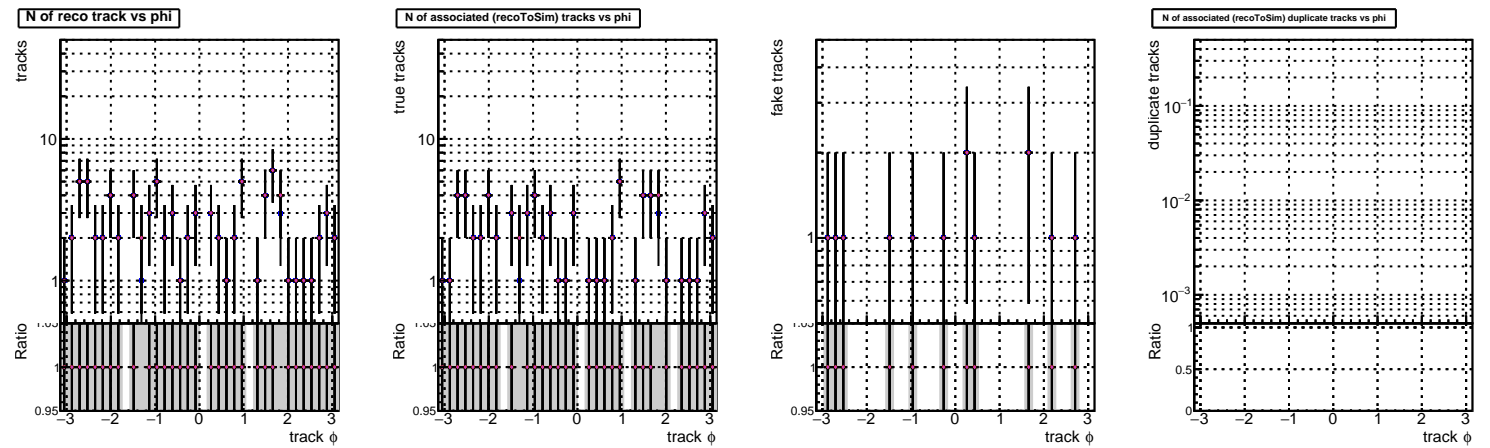 N of reco track vs phi
tracks
10
1
Ratio
1.05
1
0.95
−3 −2 −1 0 1 2 3
track ϕ
N of associated (recoToSim) tracks vs phi
true tracks
10
1
Ratio
1.05
1
0.95
−3 −2 −1 0 1 2 3
track ϕ
fake tracks
1
Ratio
1.05
1
0.95
−3 −2 −1 0 1 2 3
track ϕ
N of associated (recoToSim) duplicate tracks vs phi
duplicate tracks
10⁻¹
10⁻²
10⁻³
Ratio
1
0.5
0
−3 −2 −1 0 1 2 3
track ϕ